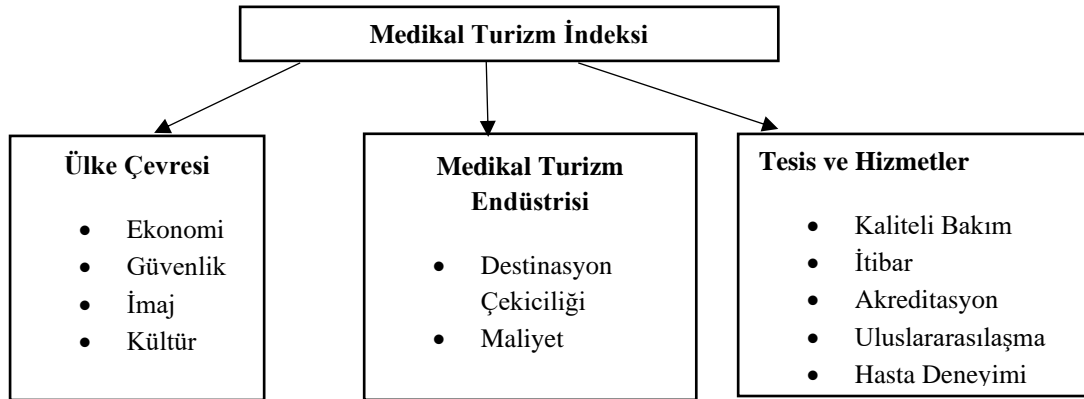 Medikal Turizm İndeksi
Ülke Çevresi
• Ekonomi
• Güvenlik
• İmaj
• Kültür
Medikal Turizm
Endüstrisi
• Destinasyon
Çekiciliği
• Maliyet
Tesis ve Hizmetler
• Kaliteli Bakım
• İtibar
• Akreditasyon
• Uluslararasılaşma
• Hasta Deneyimi